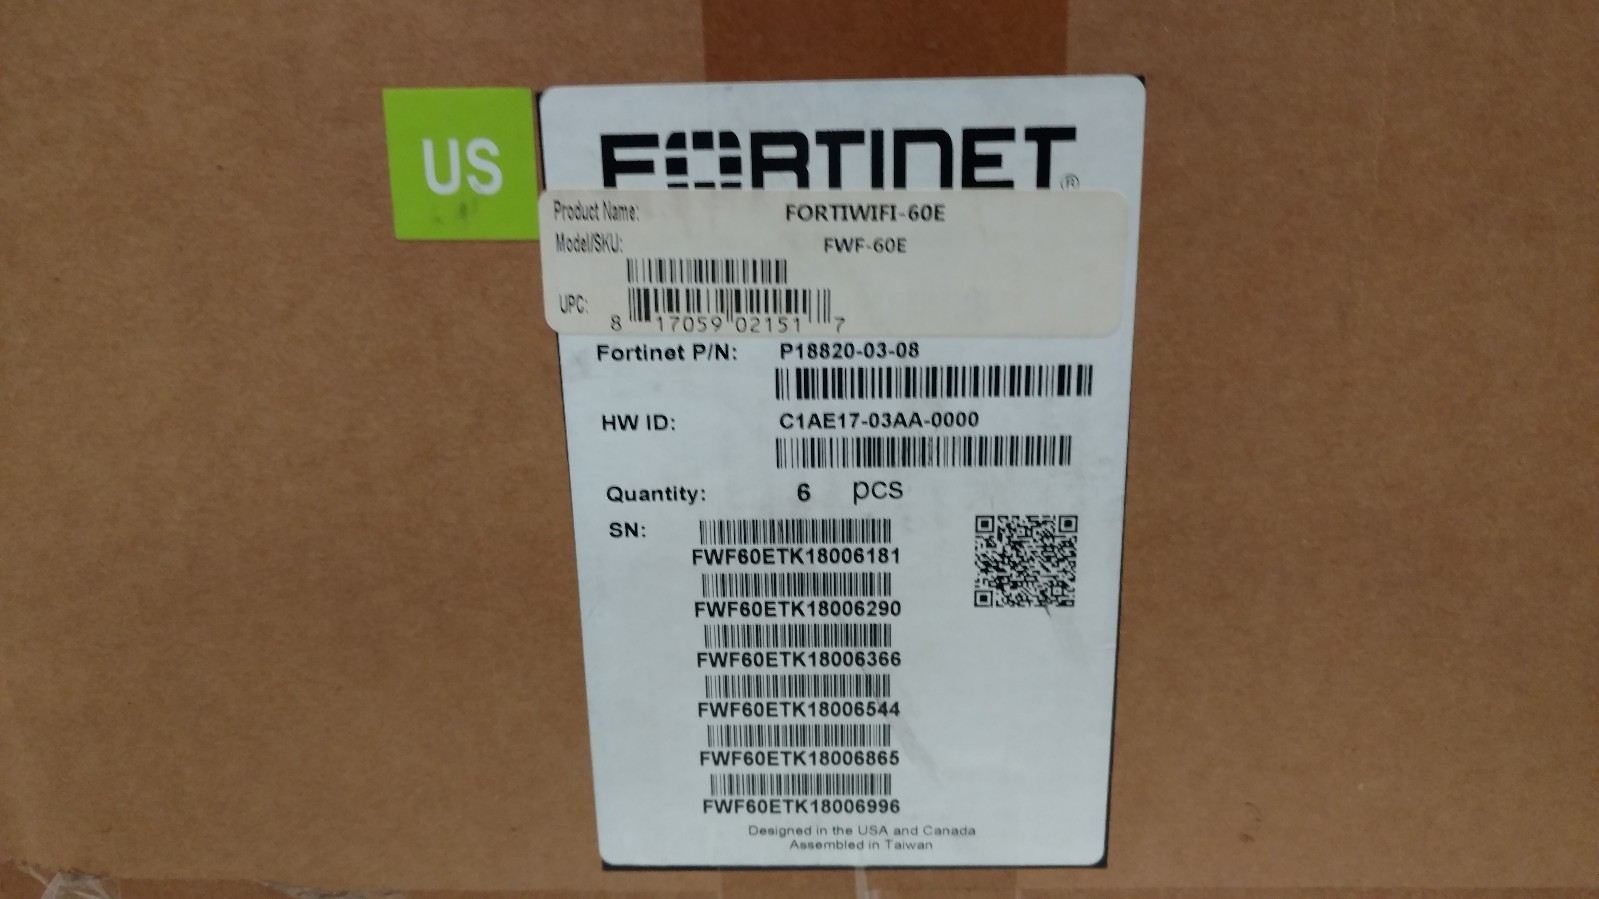 US
FORTINET®
Product Name: FORTIWIFI-60E
Model/SKU: FWF-60E
UPC:
8 17059 02151 7
Fortinet P/N: P18820-03-08
HW ID: C1AE17-03AA-0000
Quantity: 6 pcs
SN:
FWF60ETK18006181
FWF60ETK18006290
FWF60ETK18006366
FWF60ETK18006544
FWF60ETK18006865
FWF60ETK18006996
Designed in the USA and Canada
Assembled in Taiwan